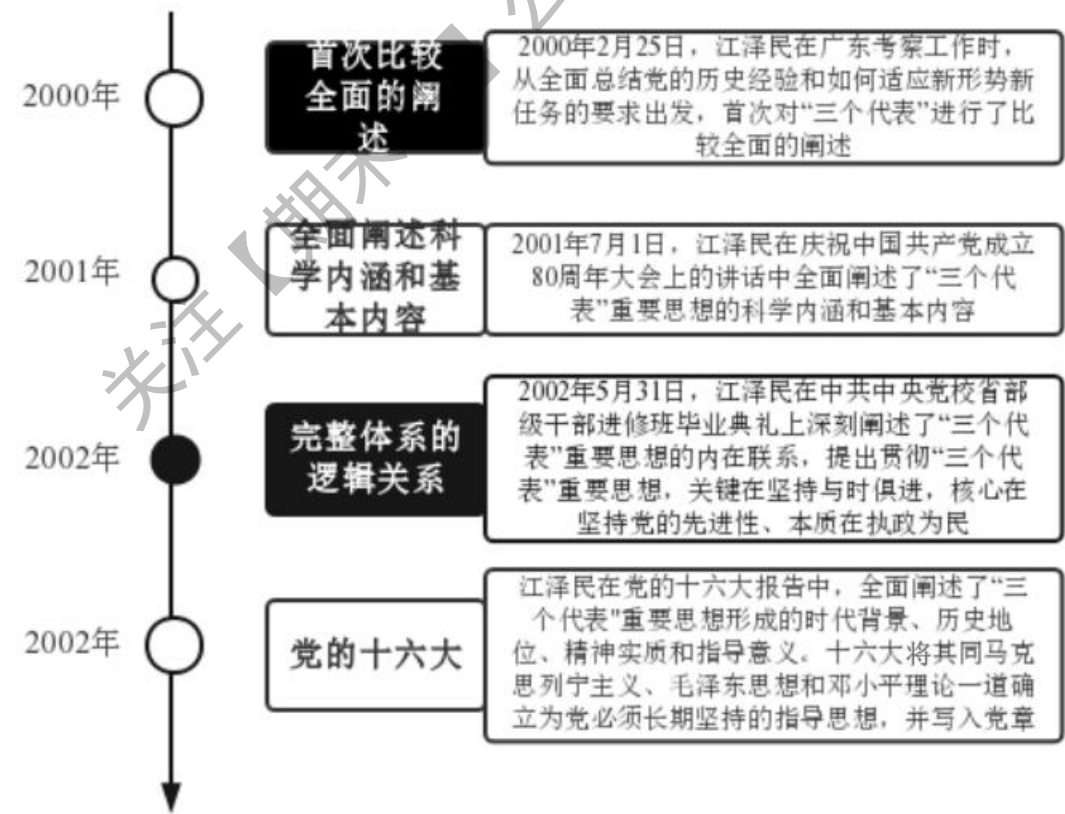 2000年
首次比较
全面的阐
述
2000年2月25日，江泽民在广东考察工作时，
从全面总结党的历史经验和如何适应新形势新
任务的要求出发，首次对“三个代表”进行了比
较全面的阐述
2001年
全面阐述科
学内涵和基
本内容
2001年7月1日，江泽民在庆祝中国共产党成立
80周年大会上的讲话中全面阐述了“三个代
表”重要思想的科学内涵和基本内容
2002年
完整体系的
逻辑关系
2002年5月31日，江泽民在中共中央党校省部
级干部进修班毕业典礼上深刻阐述了“三个代
表”重要思想的内在联系，提出贯彻“三个代
表”重要思想，关键在坚持与时俱进，核心在
坚持党的先进性、本质在执政为民
2002年
党的十六大
江泽民在党的十六大报告中，全面阐述了“三
个代表"重要思想形成的时代背景、历史地
位、精神实质和指导意义。十六大将其同马克
思列宁主义、毛泽东思想和邓小平理论一道确
立为党必须长期坚持的指导思想，并写入党章
关注【期末